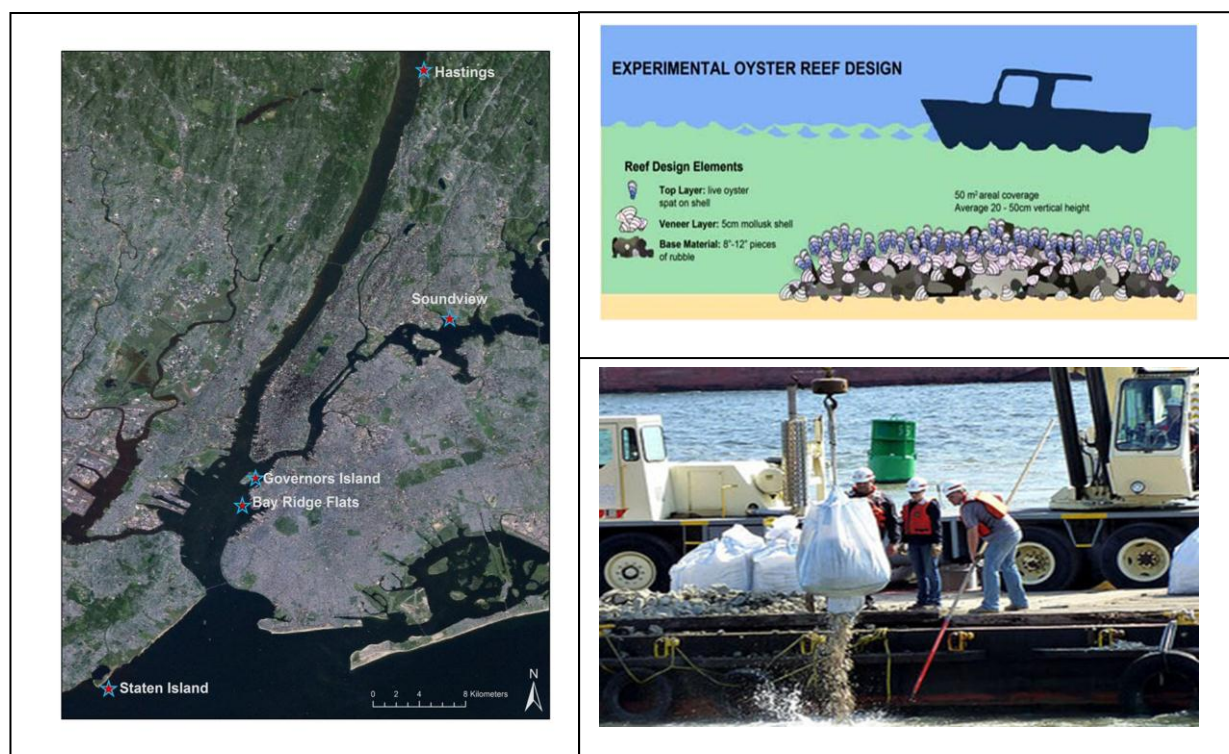 Hastings
Soundview
Governors Island
Bay Ridge Flats
Staten Island
N
0 2 4 8 Kilometers
EXPERIMENTAL OYSTER REEF DESIGN
Reef Design Elements
Top Layer: live oyster
spat on shell
Veneer Layer: 5cm mollusk shell
Base Material: 8"-12" pieces
of rubble
50 m² areal coverage
Average 20 - 50cm vertical height